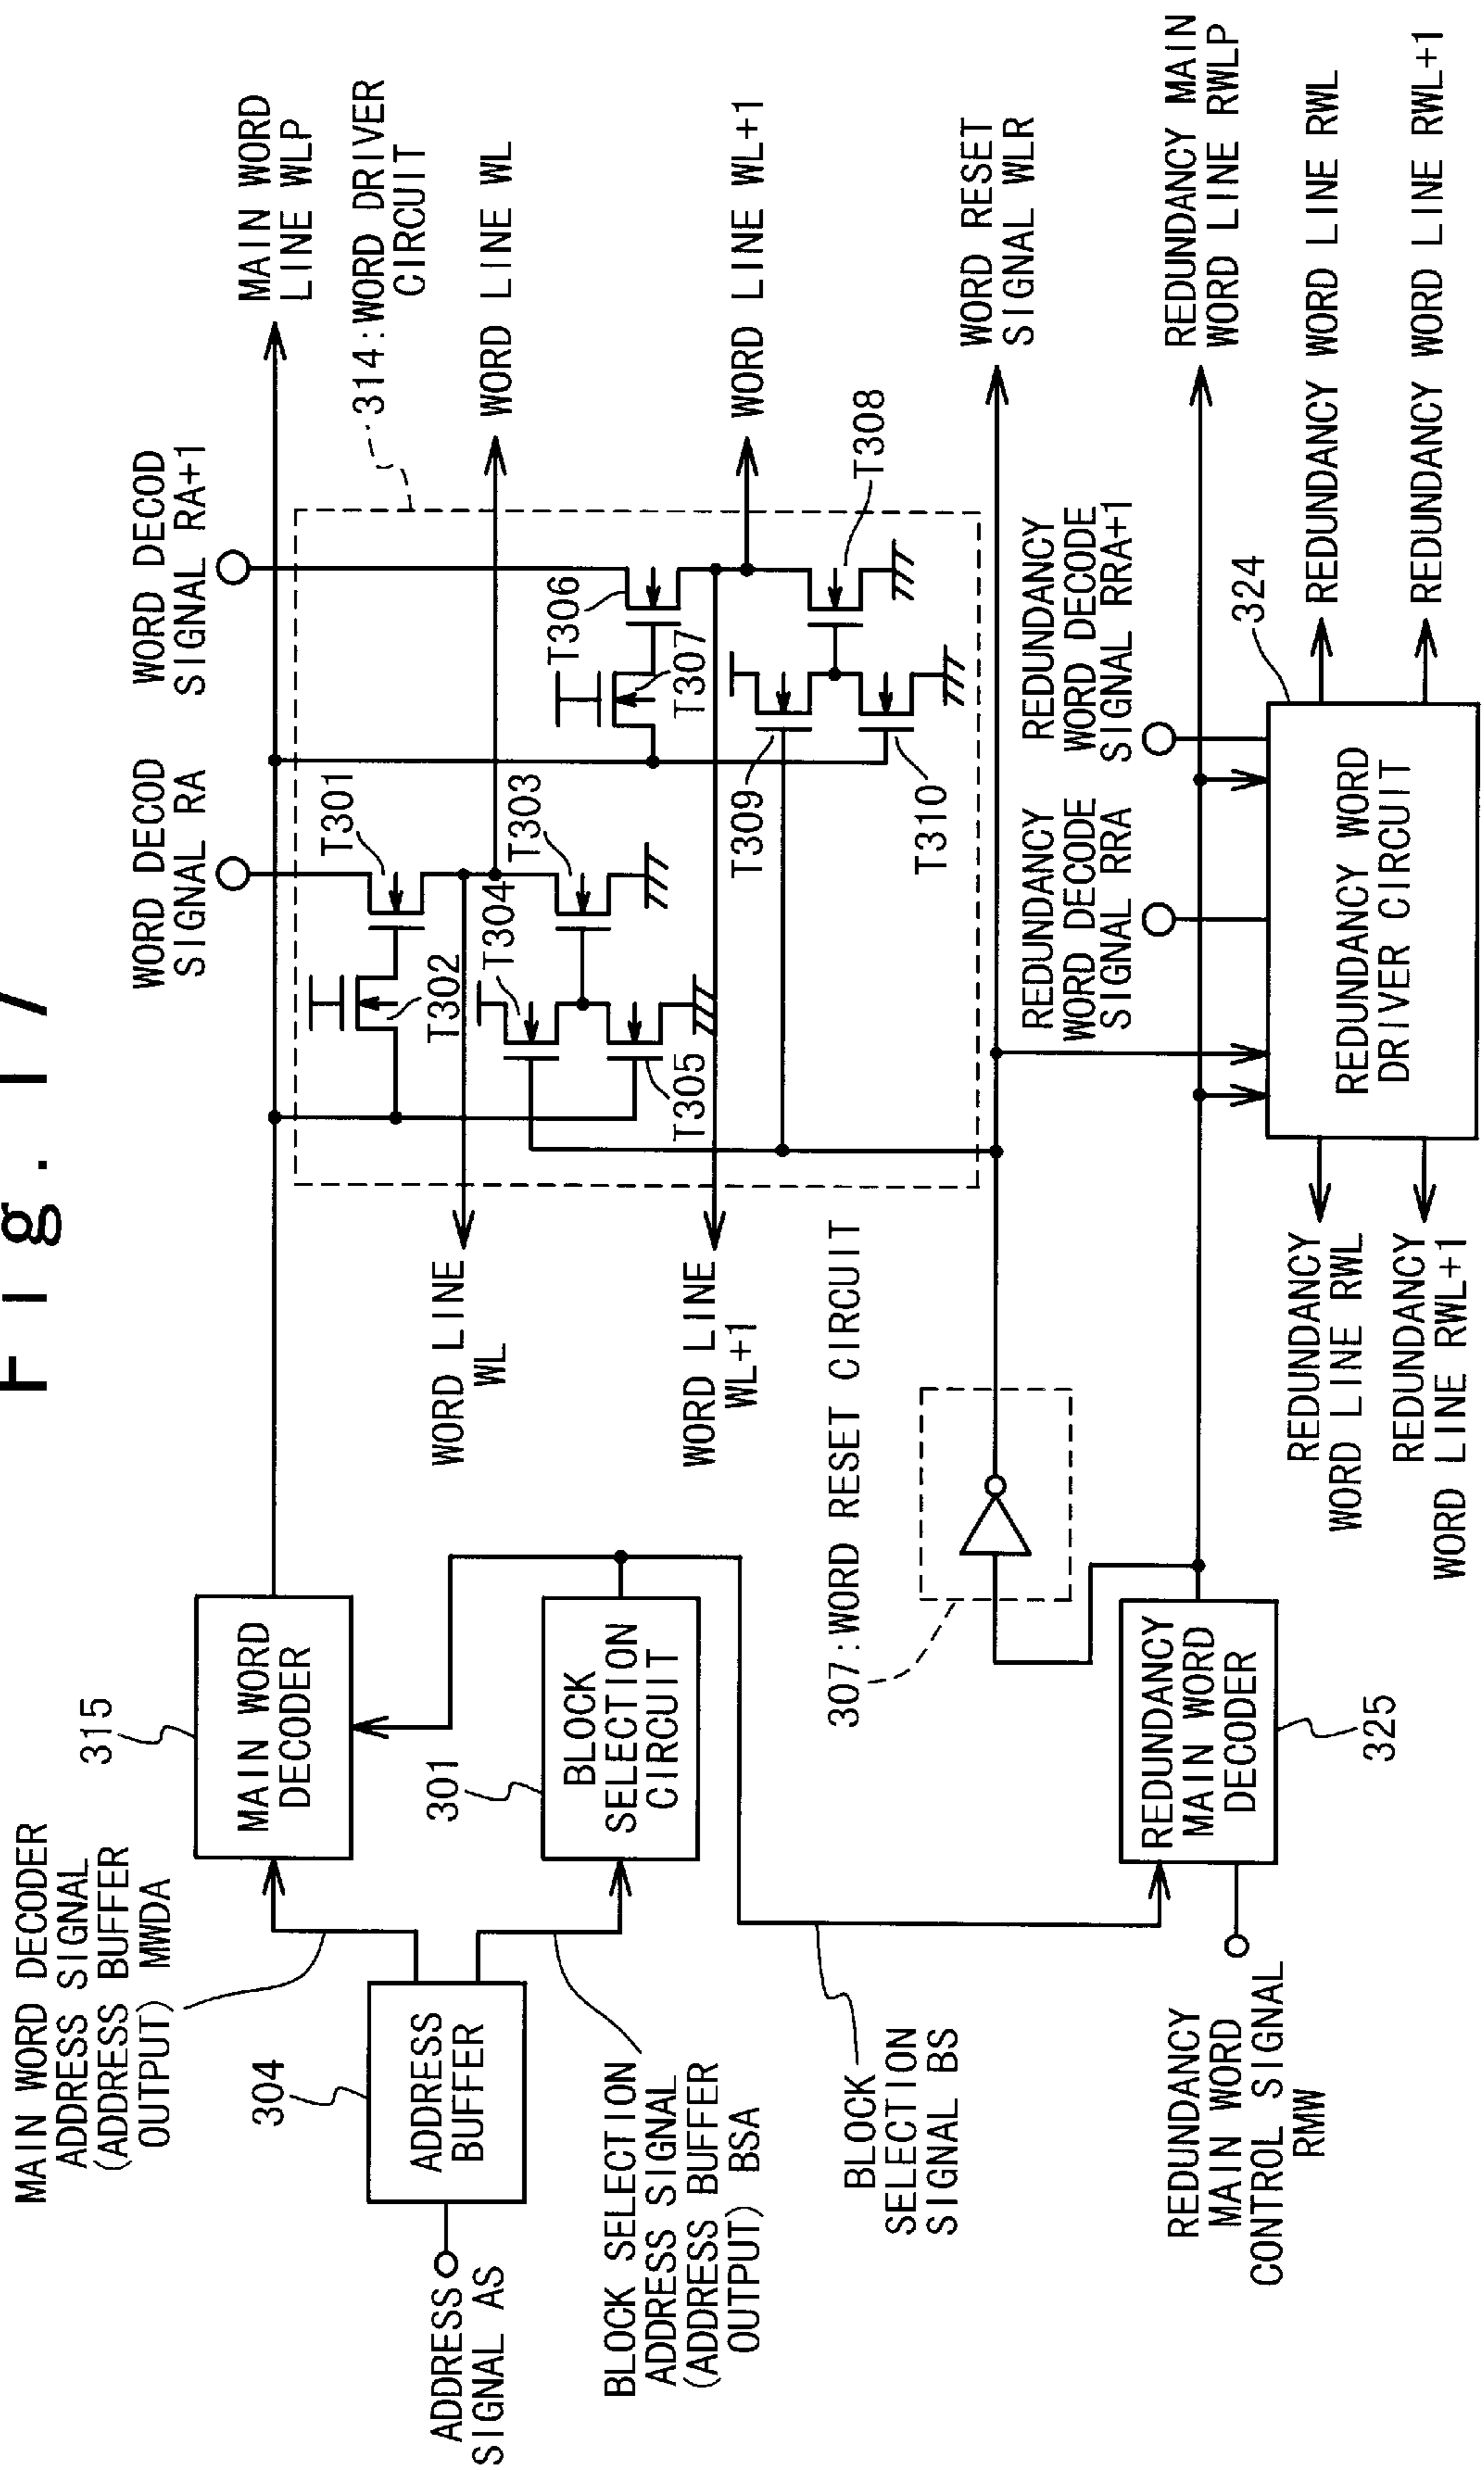 Fig. 17
MAIN WORD DECODER
ADDRESS SIGNAL
(ADDRESS BUFFER
OUTPUT) MWDA
315
MAIN WORD
DECODER
304
ADDRESS
BUFFER
ADDRESS
SIGNAL AS
BLOCK SELECTION
ADDRESS SIGNAL
(ADDRESS BUFFER
OUTPUT) BSA
301
BLOCK
SELECTION
CIRCUIT
BLOCK
SELECTION
SIGNAL BS
REDUNDANCY
MAIN WORD
CONTROL SIGNAL
RMW
REDUNDANCY
MAIN WORD
DECODER
325
307:WORD RESET CIRCUIT
WORD LINE
WL
WORD LINE
WL+1
WORD DECOD
SIGNAL RA
WORD DECOD
SIGNAL RA+1
MAIN WORD
LINE WLP
314:WORD DRIVER
CIRCUIT
T301
T302
T303
T304
T305
T306
T307
T308
T309
T310
WORD LINE WL
WORD LINE WL+1
WORD RESET
SIGNAL WLR
REDUNDANCY MAIN
WORD LINE RWLP
REDUNDANCY
WORD DECODE
SIGNAL RRA
REDUNDANCY
WORD DECODE
SIGNAL RRA+1
324
REDUNDANCY WORD
DRIVER CIRCUIT
REDUNDANCY
WORD LINE RWL
REDUNDANCY
WORD LINE RWL+1
REDUNDANCY WORD LINE RWL
REDUNDANCY WORD LINE RWL+1